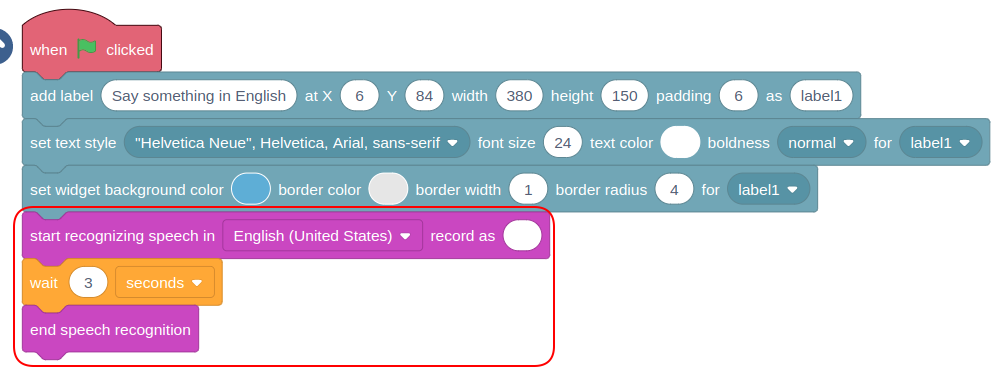 when clicked
add label Say something in English at X 6 Y 84 width 380 height 150 padding 6 as label1
set text style "Helvetica Neue", Helvetica, Arial, sans-serif font size 24 text color boldness normal for label1
set widget background color border color border width 1 border radius 4 for label1
start recognizing speech in English (United States) record as
wait 3 seconds
end speech recognition